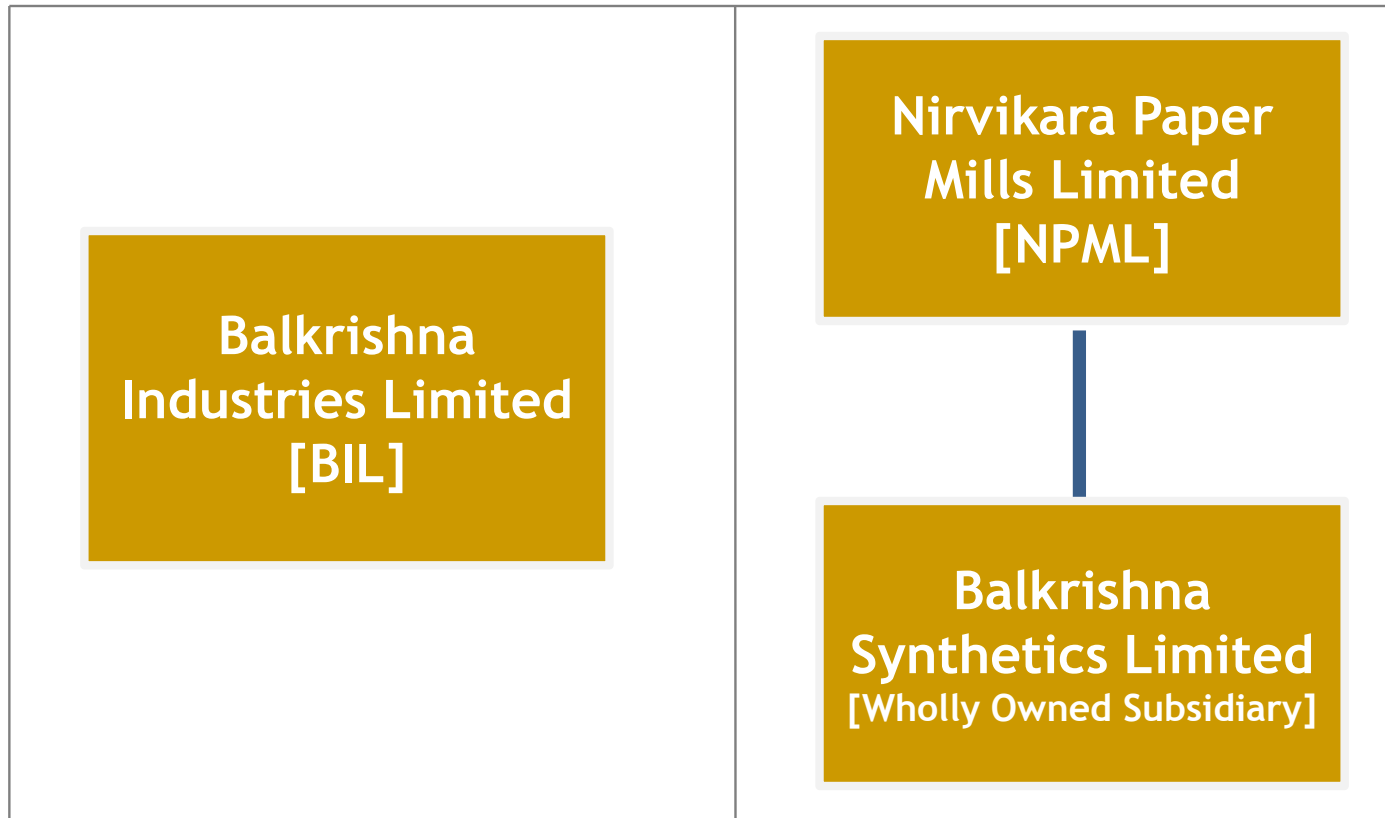 Balkrishna
Industries Limited
[BIL]
Nirvikara Paper
Mills Limited
[NPML]
Balkrishna
Synthetics Limited
[Wholly Owned Subsidiary]